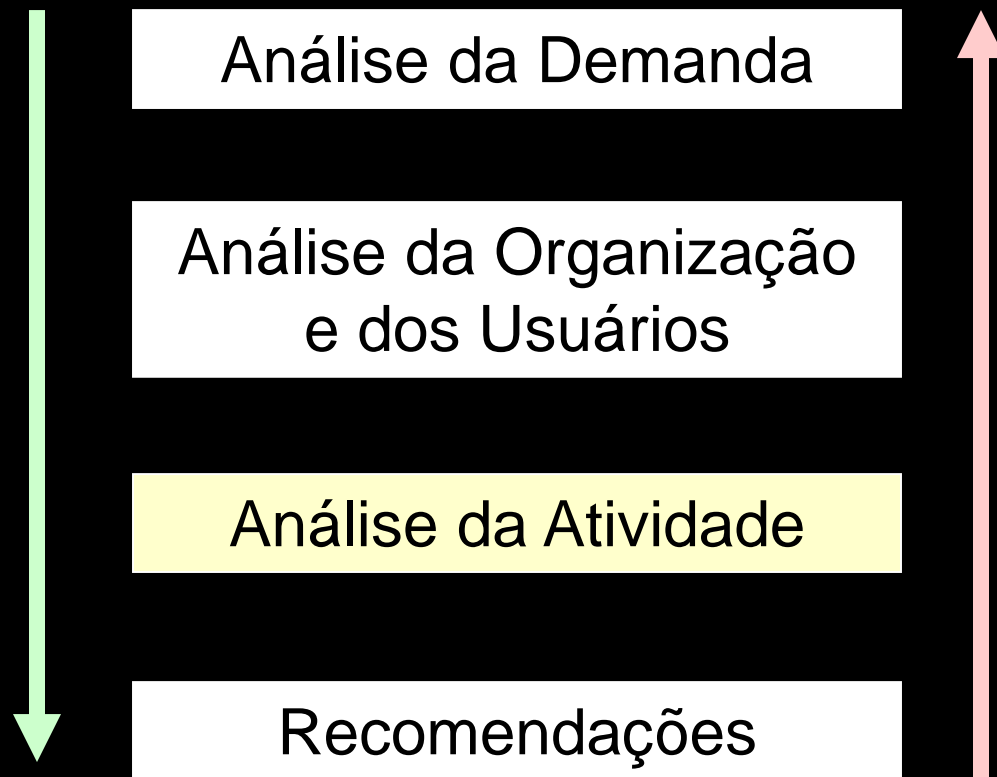 Análise da Demanda
Análise da Organização
e dos Usuários
Análise da Atividade
Recomendações